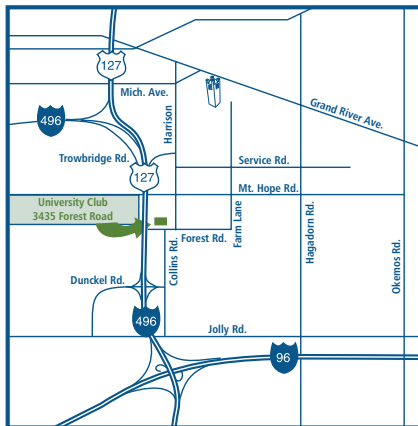 127
Mich. Ave.
496
Harrison
Grand River Ave.
Trowbridge Rd.
Service Rd.
127
Mt. Hope Rd.
University Club
3435 Forest Road
Forest Rd.
Farm Lane
Collins Rd.
Hagadorn Rd.
Okemos Rd.
Dunckel Rd.
496
Jolly Rd.
96